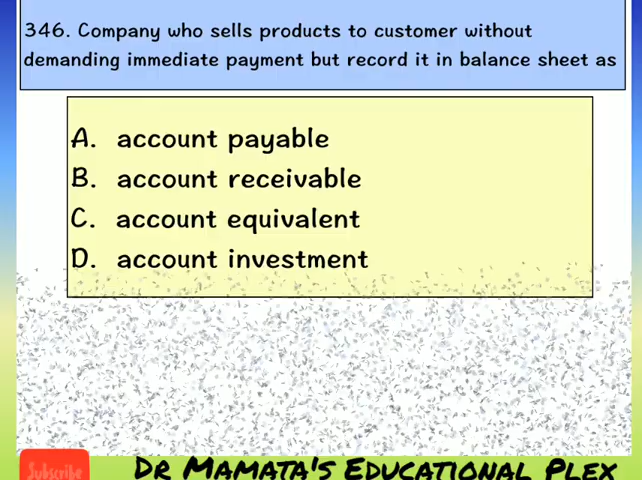 346. Company who sells products to customer without
demanding immediate payment but record it in balance sheet as
A. account payable
B. account receivable
C. account equivalent
D. account investment
Subscribe
Dr Mamata's Educational Plex